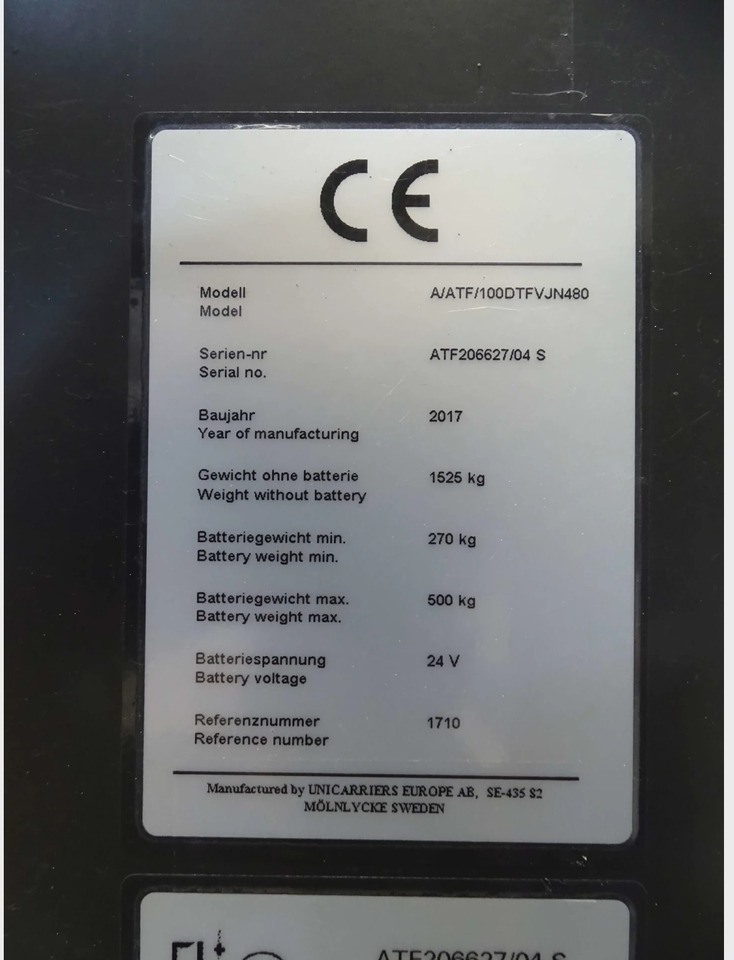 CE
Modell A/ATF/100DTFVJN480
Model
Serien-nr ATF206627/04 S
Serial no.
Baujahr 2017
Year of manufacturing
Gewicht ohne batterie 1525 kg
Weight without battery
Batteriegewicht min. 270 kg
Battery weight min.
Batteriegewicht max. 500 kg
Battery weight max.
Batteriespannung 24 V
Battery voltage
Referenznummer 1710
Reference number
Manufactured by UNICARRIERS EUROPE AB, SE-435 82
MÖLNLYCKE SWEDEN
ATF206627/04 S